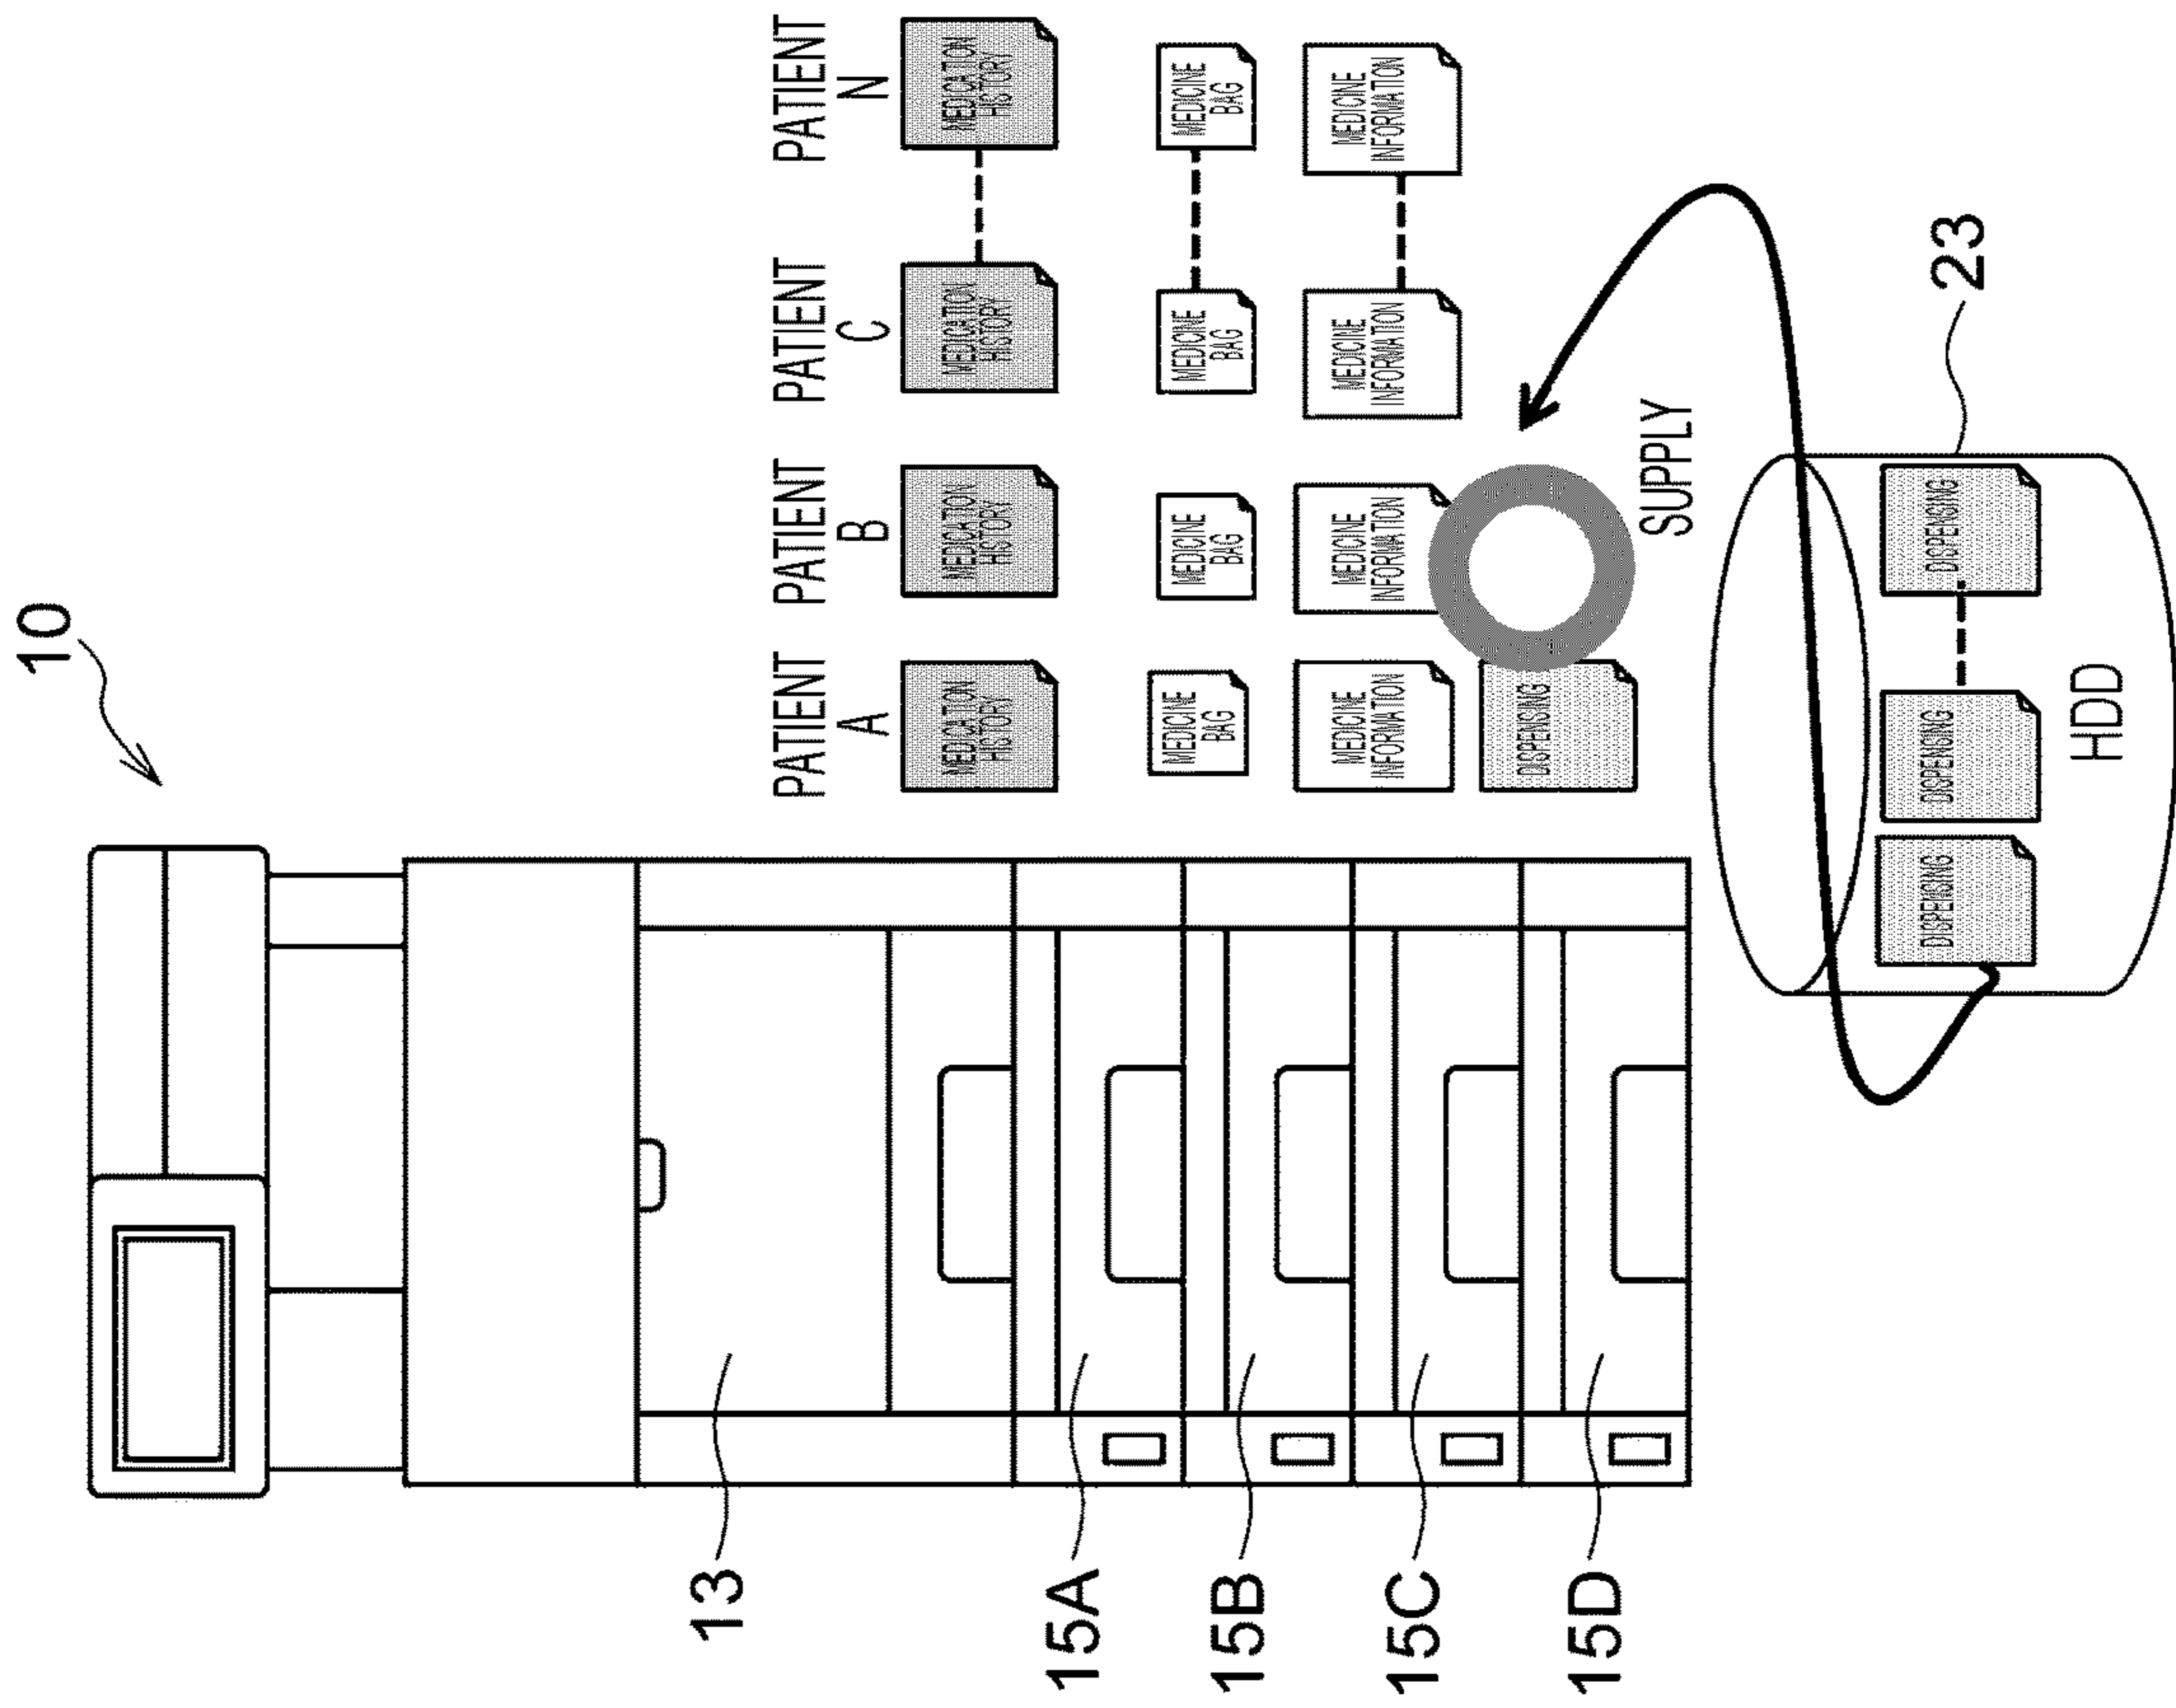 10
PATIENT
A
PATIENT
B
PATIENT
C
PATIENT
N
MEDICATION
HISTORY
MEDICATION
HISTORY
MEDICATION
HISTORY
MEDICATION
HISTORY
13
MEDICINE
BAG
MEDICINE
BAG
MEDICINE
BAG
MEDICINE
BAG
15A
15B
MEDICINE
INFORMATION
MEDICINE
INFORMATION
MEDICINE
INFORMATION
MEDICINE
INFORMATION
15C
DISPENSING
15D
SUPPLY
DISPENSING
DISPENSING
DISPENSING
23
HDD